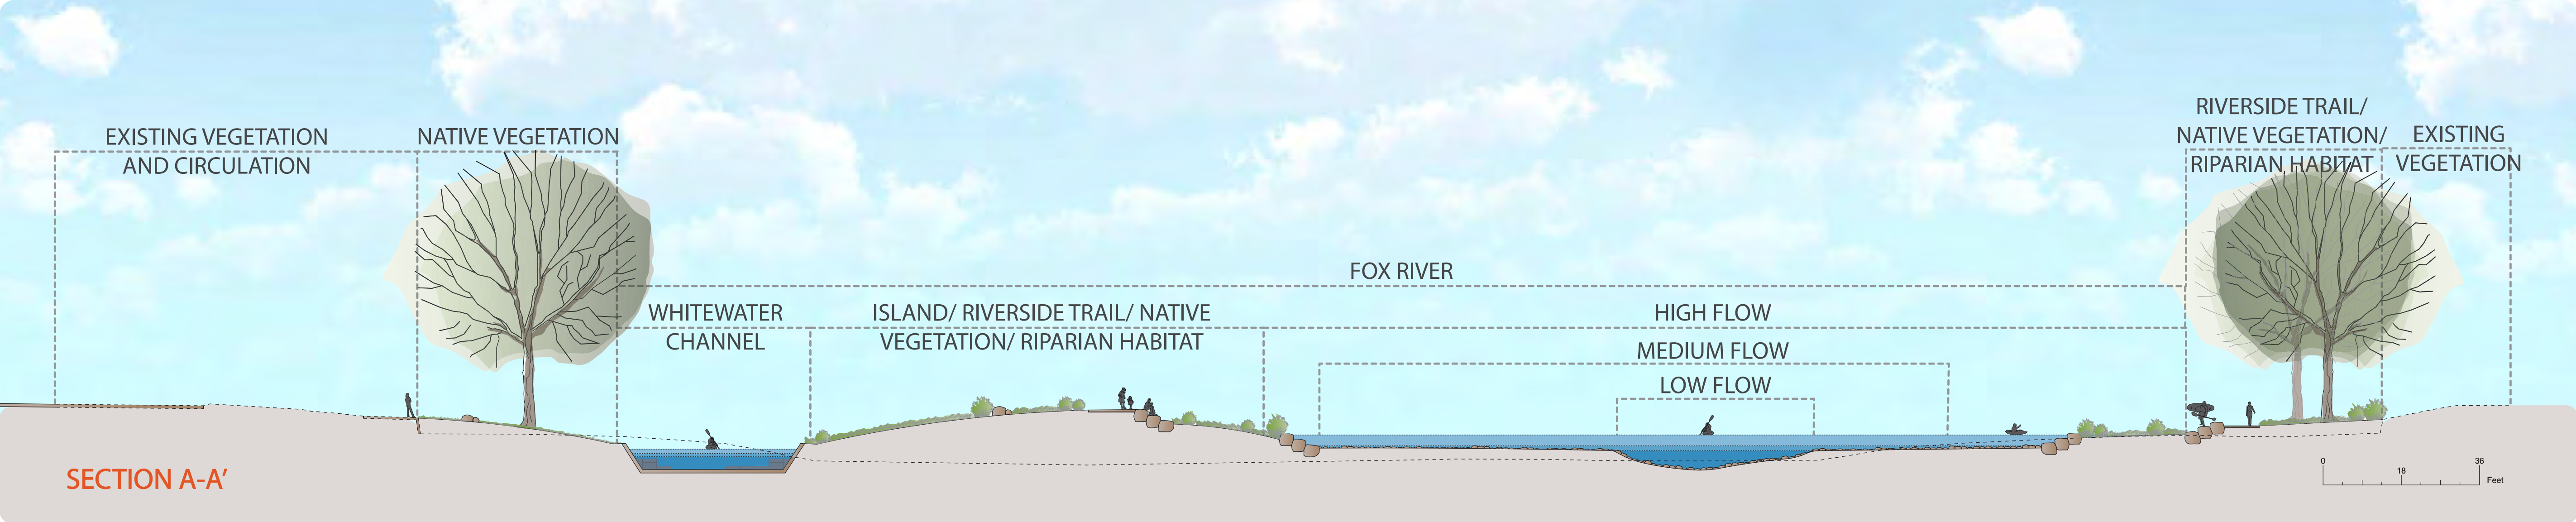 EXISTING VEGETATION
AND CIRCULATION
NATIVE VEGETATION
WHITEWATER
CHANNEL
ISLAND/ RIVERSIDE TRAIL/ NATIVE
VEGETATION/ RIPARIAN HABITAT
FOX RIVER
HIGH FLOW
MEDIUM FLOW
LOW FLOW
RIVERSIDE TRAIL/
NATIVE VEGETATION/
RIPARIAN HABITAT
EXISTING
VEGETATION
SECTION A-A’
0 18 36
Feet